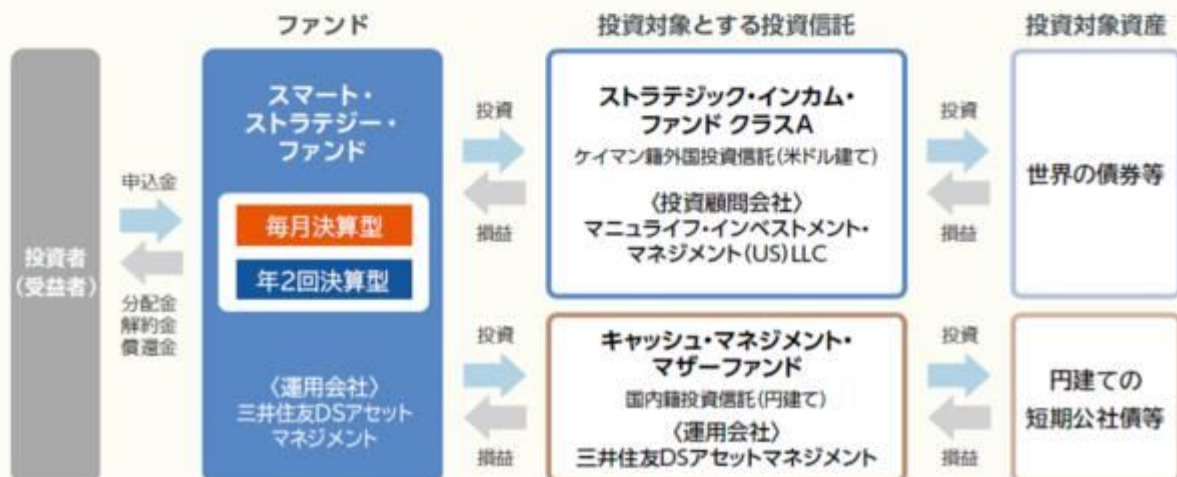 ファンド
投資対象とする投資信託
投資対象資産
投資者
(受益者)
申込金
分配金
解約金
償還金
スマート・
ストラテジー・
ファンド
毎月決算型
年2回決算型
〈運用会社〉
三井住友DSアセット
マネジメント
投資
損益
ストラテジック・インカム・
ファンド クラスA
ケイマン籍外国投資信託(米ドル建て)
〈投資顧問会社〉
マニュライフ・インベストメント・
マネジメント(US)LLC
投資
損益
世界の債券等
投資
損益
キャッシュ・マネジメント・
マザーファンド
国内籍投資信託(円建て)
〈運用会社〉
三井住友DSアセットマネジメント
投資
損益
円建ての
短期公社債等